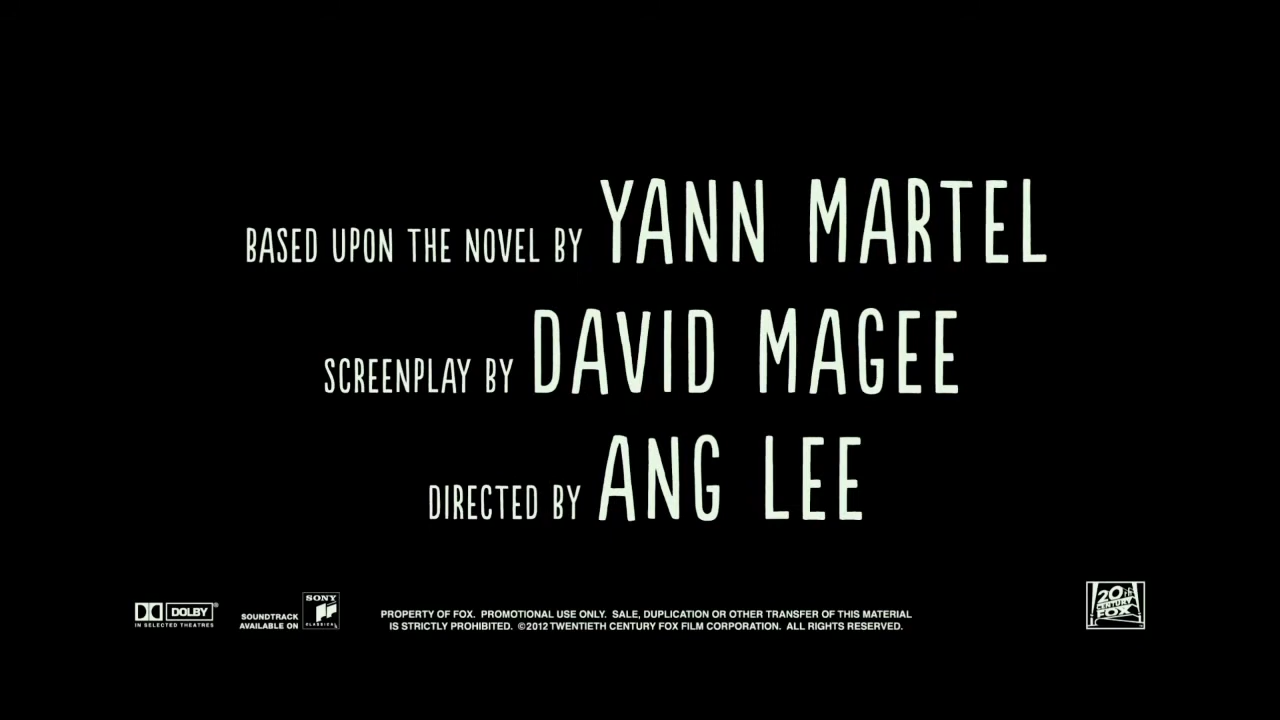 BASED UPON THE NOVEL BY YANN MARTEL
SCREENPLAY BY DAVID MAGEE
DIRECTED BY ANG LEE
DOLBY®
IN SELECTED THEATRES
SOUNDTRACK
AVAILABLE ON
SONY
CLASSICAL
PROPERTY OF FOX. PROMOTIONAL USE ONLY. SALE, DUPLICATION OR OTHER TRANSFER OF THIS MATERIAL
IS STRICTLY PROHIBITED. ©2012 TWENTIETH CENTURY FOX FILM CORPORATION. ALL RIGHTS RESERVED.
20th
CENTURY
FOX